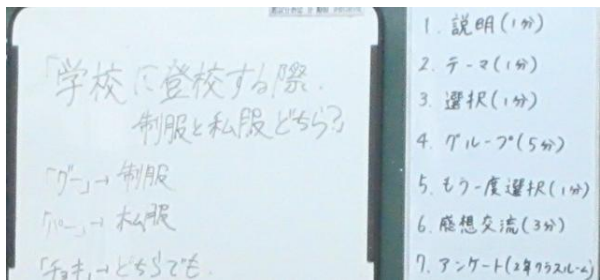 「学校に登校する際、
制服と私服どちら?」
「グー」→ 制服
「パー」→ 私服
「チョキ」→どちらでも.
1. 説明(1分)
2. テーマ(1分)
3. 選択(1分)
4. グループ(5分)
5. もう一度選択(1分)
6. 感想交流(3分)
7. アンケート(2年クラスルーム)